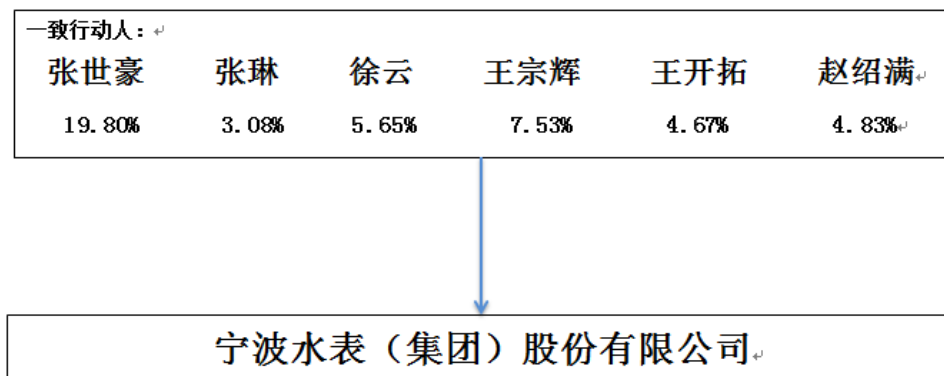 一致行动人：
张世豪 张琳 徐云 王宗辉 王开拓 赵绍满
19.80% 3.08% 5.65% 7.53% 4.67% 4.83%
宁波水表（集团）股份有限公司